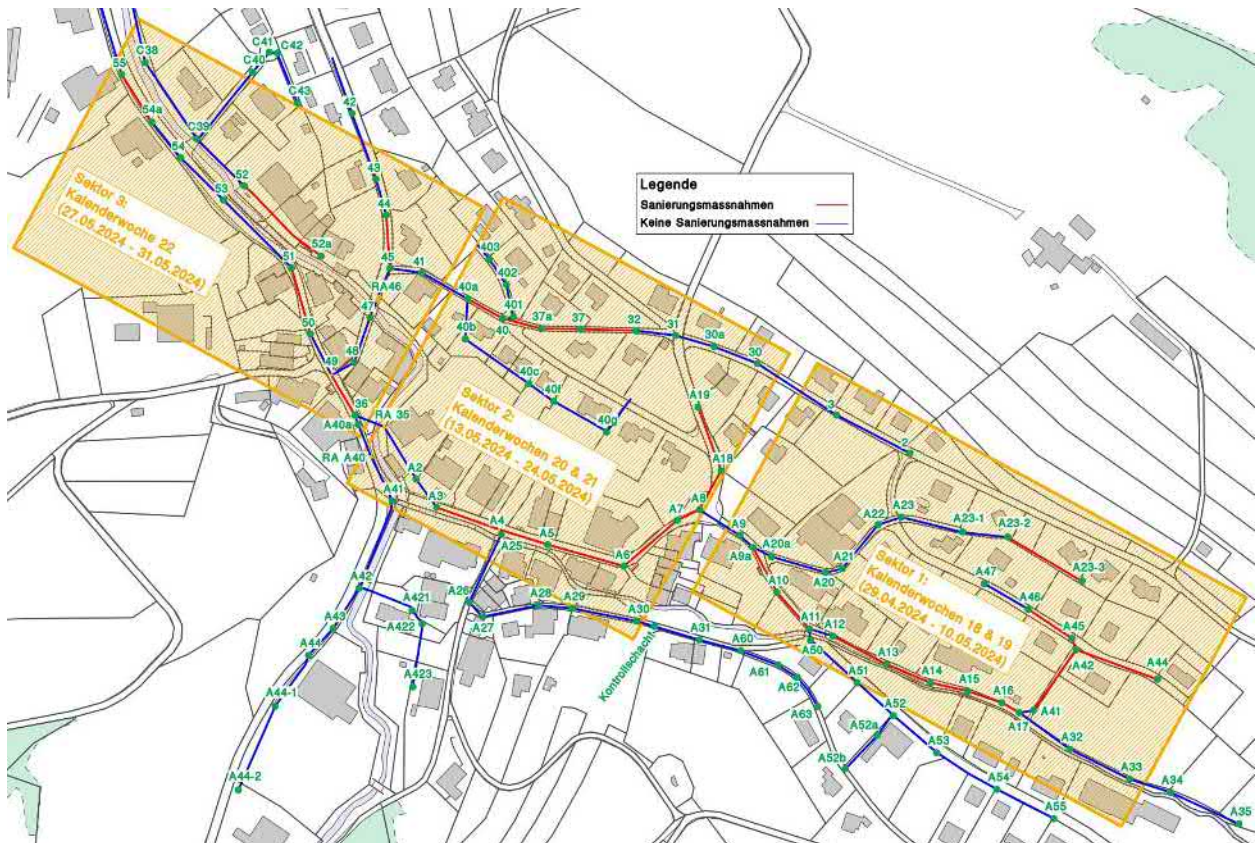 C41
C42
C38
C40
55
C43
42
54a
C39
54
52
43
53
44
Legende
Sanierungsmassnahmen
Keine Sanierungsmassnahmen
Sektor 3:
Kalenderwoche 22
(27.05.2024 - 31.05.2024)
52a
51
45
RA46
41
403
402
40a
401
40
37a
37
32
31
30a
30
47
50
40b
48
49
40c
40f
40g
A19
3
36
RA 35
A40a
RA A40
2
Sektor 2:
Kalenderwochen 20 & 21
(13.05.2024 - 24.05.2024)
A18
A2
A3
A41
A8
A7
A4
A25
A5
A6
A9
A9a
A20a
A22
A23
A23-1
A23-2
A21
A20
A23-3
Sektor 1:
Kalenderwochen 18 & 19
(29.04.2024 - 10.05.2024)
A47
A46
A42
A421
A422
A26
A27
A28
A29
A30
A10
A11
A12
A50
A45
A42
A44
A43
A44
A31
A60
A61
A62
A63
Kontrollschacht
A13
A14
A15
A16
A17
A41
A51
A423
A44-1
A52
A52a
A52b
A53
A32
A33
A34
A35
A44-2
A54
A55